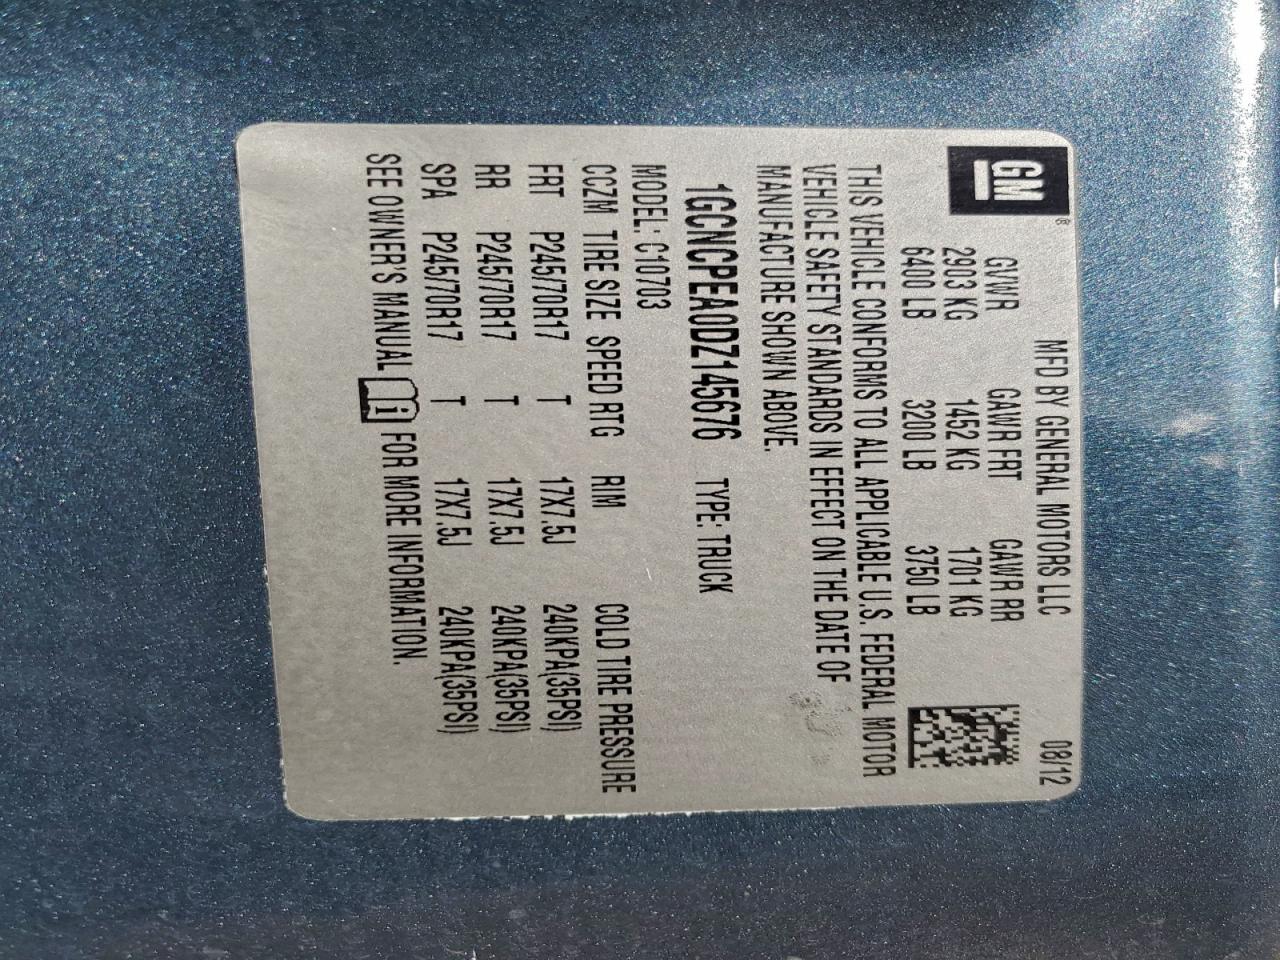 GM ®
MFD BY GENERAL MOTORS LLC 08/12
GVWR GAWR FRT GAWR RR
2903 KG 1452 KG 1701 KG
6400 LB 3200 LB 3750 LB
THIS VEHICLE CONFORMS TO ALL APPLICABLE U.S. FEDERAL MOTOR
VEHICLE SAFETY STANDARDS IN EFFECT ON THE DATE OF
MANUFACTURE SHOWN ABOVE.
1GCNCPEA0DZ145676 TYPE: TRUCK
MODEL: C10703
CCZM TIRE SIZE SPEED RTG RIM COLD TIRE PRESSURE
FRT P245/70R17 T 17X7.5J 240KPA(35PSI)
RR P245/70R17 T 17X7.5J 240KPA(35PSI)
SPA P245/70R17 T 17X7.5J 240KPA(35PSI)
SEE OWNER'S MANUAL i FOR MORE INFORMATION.